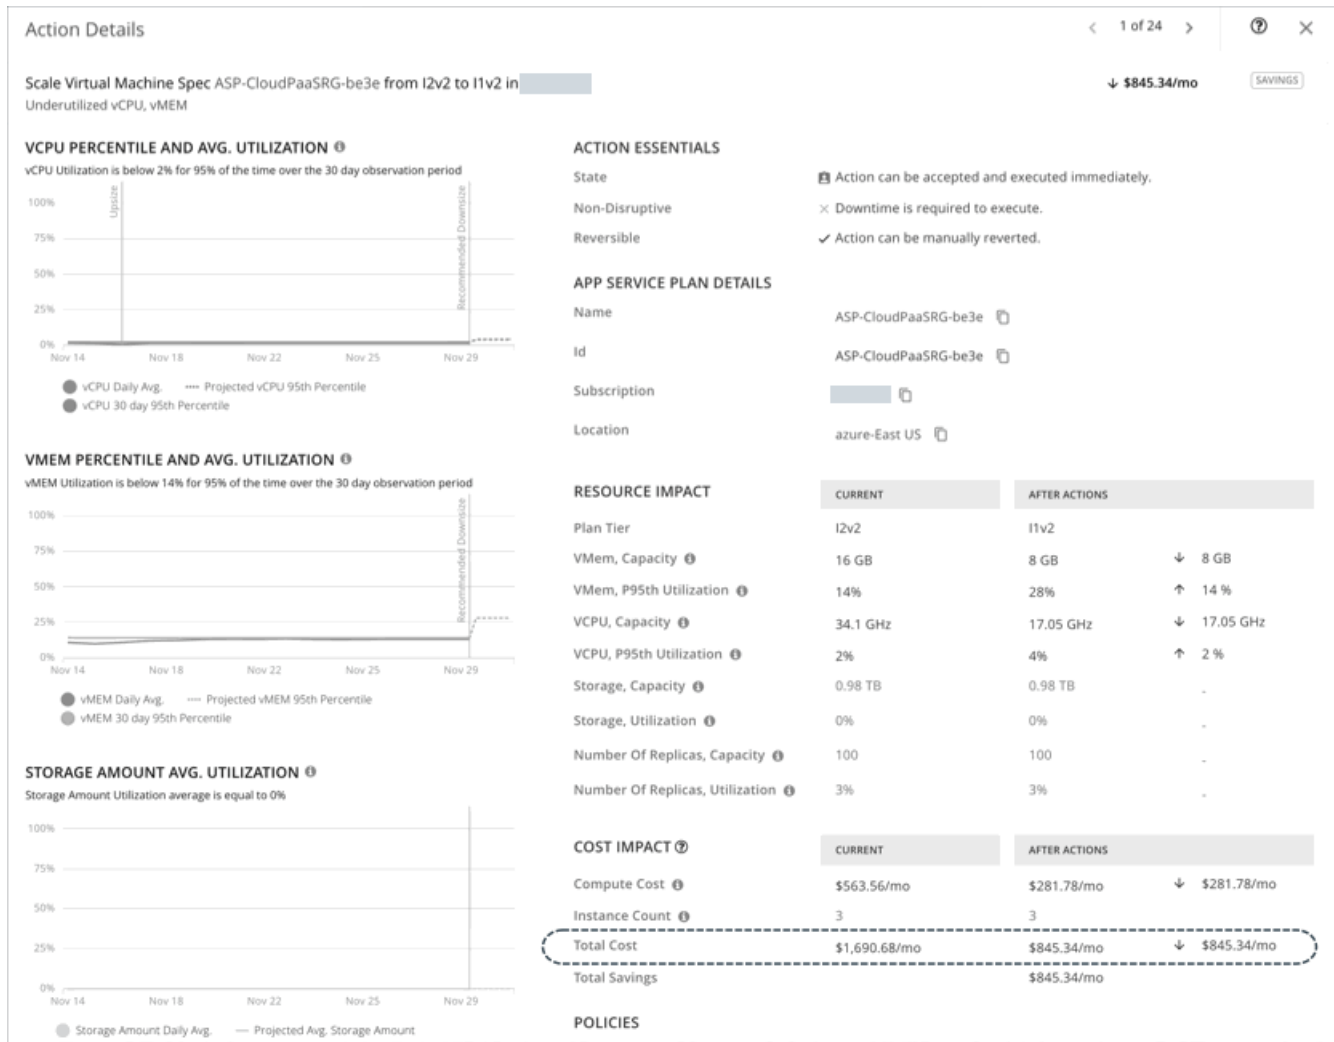 Action Details
1 of 24
Scale Virtual Machine Spec ASP-CloudPaaSRG-be3e from I2v2 to I1v2 in
↓ $845.34/mo
SAVINGS
Underutilized vCPU, vMEM
VCPU PERCENTILE AND AVG. UTILIZATION
vCPU Utilization is below 2% for 95% of the time over the 30 day observation period
100%
75%
50%
25%
0%
Upsize
Recommended Downsize
Nov 14 Nov 18 Nov 22 Nov 25 Nov 29
vCPU Daily Avg. Projected vCPU 95th Percentile
vCPU 30 day 95th Percentile
VMEM PERCENTILE AND AVG. UTILIZATION
vMEM Utilization is below 14% for 95% of the time over the 30 day observation period
100%
75%
50%
25%
0%
Recommended Downsize
Nov 14 Nov 18 Nov 22 Nov 25 Nov 29
vMEM Daily Avg. Projected vMEM 95th Percentile
vMEM 30 day 95th Percentile
STORAGE AMOUNT AVG. UTILIZATION
Storage Amount Utilization average is equal to 0%
100%
75%
50%
25%
0%
Nov 14 Nov 18 Nov 22 Nov 25 Nov 29
Storage Amount Daily Avg. Projected Avg. Storage Amount
ACTION ESSENTIALS
State Action can be accepted and executed immediately.
Non-Disruptive Downtime is required to execute.
Reversible Action can be manually reverted.
APP SERVICE PLAN DETAILS
Name ASP-CloudPaaSRG-be3e
Id ASP-CloudPaaSRG-be3e
Subscription
Location azure-East US
RESOURCE IMPACT CURRENT AFTER ACTIONS
Plan Tier I2v2 I1v2
VMem, Capacity 16 GB 8 GB ↓ 8 GB
VMem, P95th Utilization 14% 28% ↑ 14 %
VCPU, Capacity 34.1 GHz 17.05 GHz ↓ 17.05 GHz
VCPU, P95th Utilization 2% 4% ↑ 2 %
Storage, Capacity 0.98 TB 0.98 TB -
Storage, Utilization 0% 0% -
Number Of Replicas, Capacity 100 100 -
Number Of Replicas, Utilization 3% 3% -
COST IMPACT CURRENT AFTER ACTIONS
Compute Cost $563.56/mo $281.78/mo ↓ $281.78/mo
Instance Count 3 3
Total Cost $1,690.68/mo $845.34/mo ↓ $845.34/mo
Total Savings $845.34/mo
POLICIES